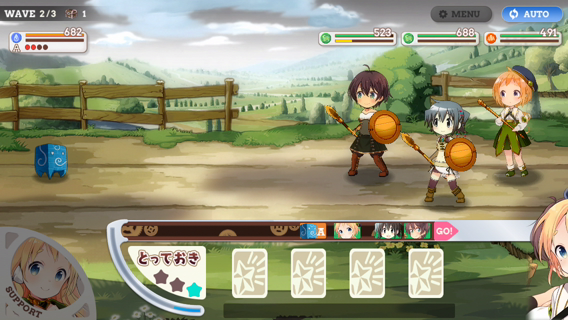 WAVE 2/3 1
MENU
AUTO
682
A
523
688
491
A
GO!
とっておき
SUPPORT